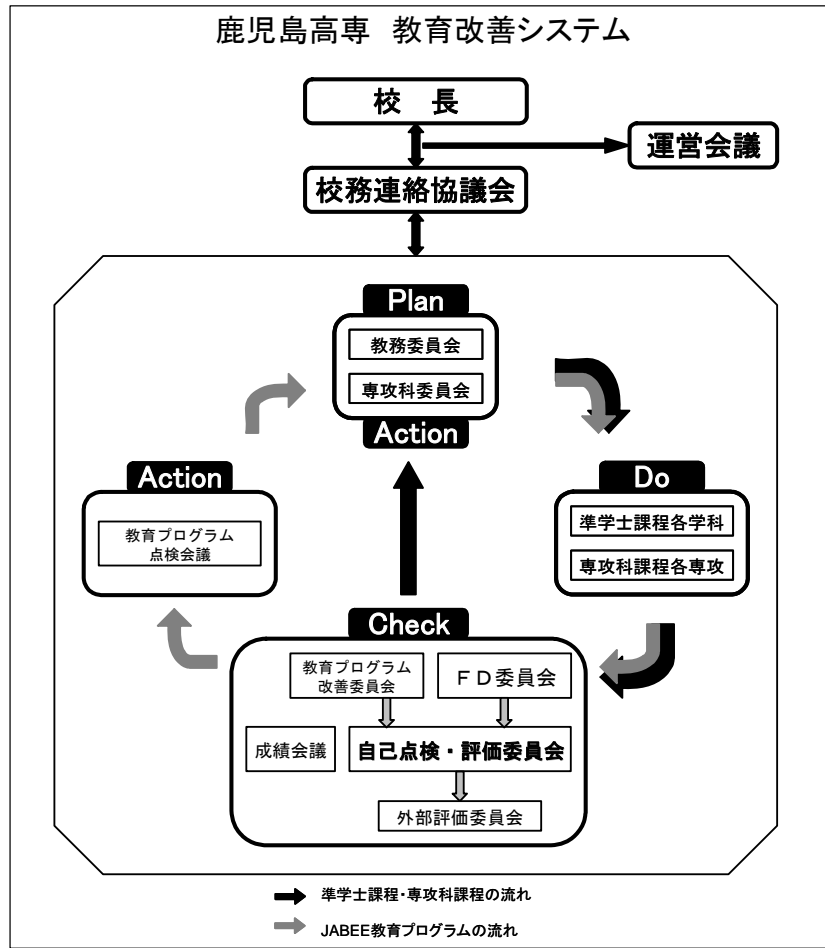 鹿児島高専 教育改善システム
校 長
運営会議
校務連絡協議会
Plan
教務委員会
専攻科委員会
Action
Action
教育プログラム
点検会議
Do
準学士課程各学科
専攻科課程各専攻
Check
教育プログラム
改善委員会
ＦＤ委員会
成績会議
自己点検・評価委員会
外部評価委員会
準学士課程・専攻科課程の流れ
JABEE教育プログラムの流れ